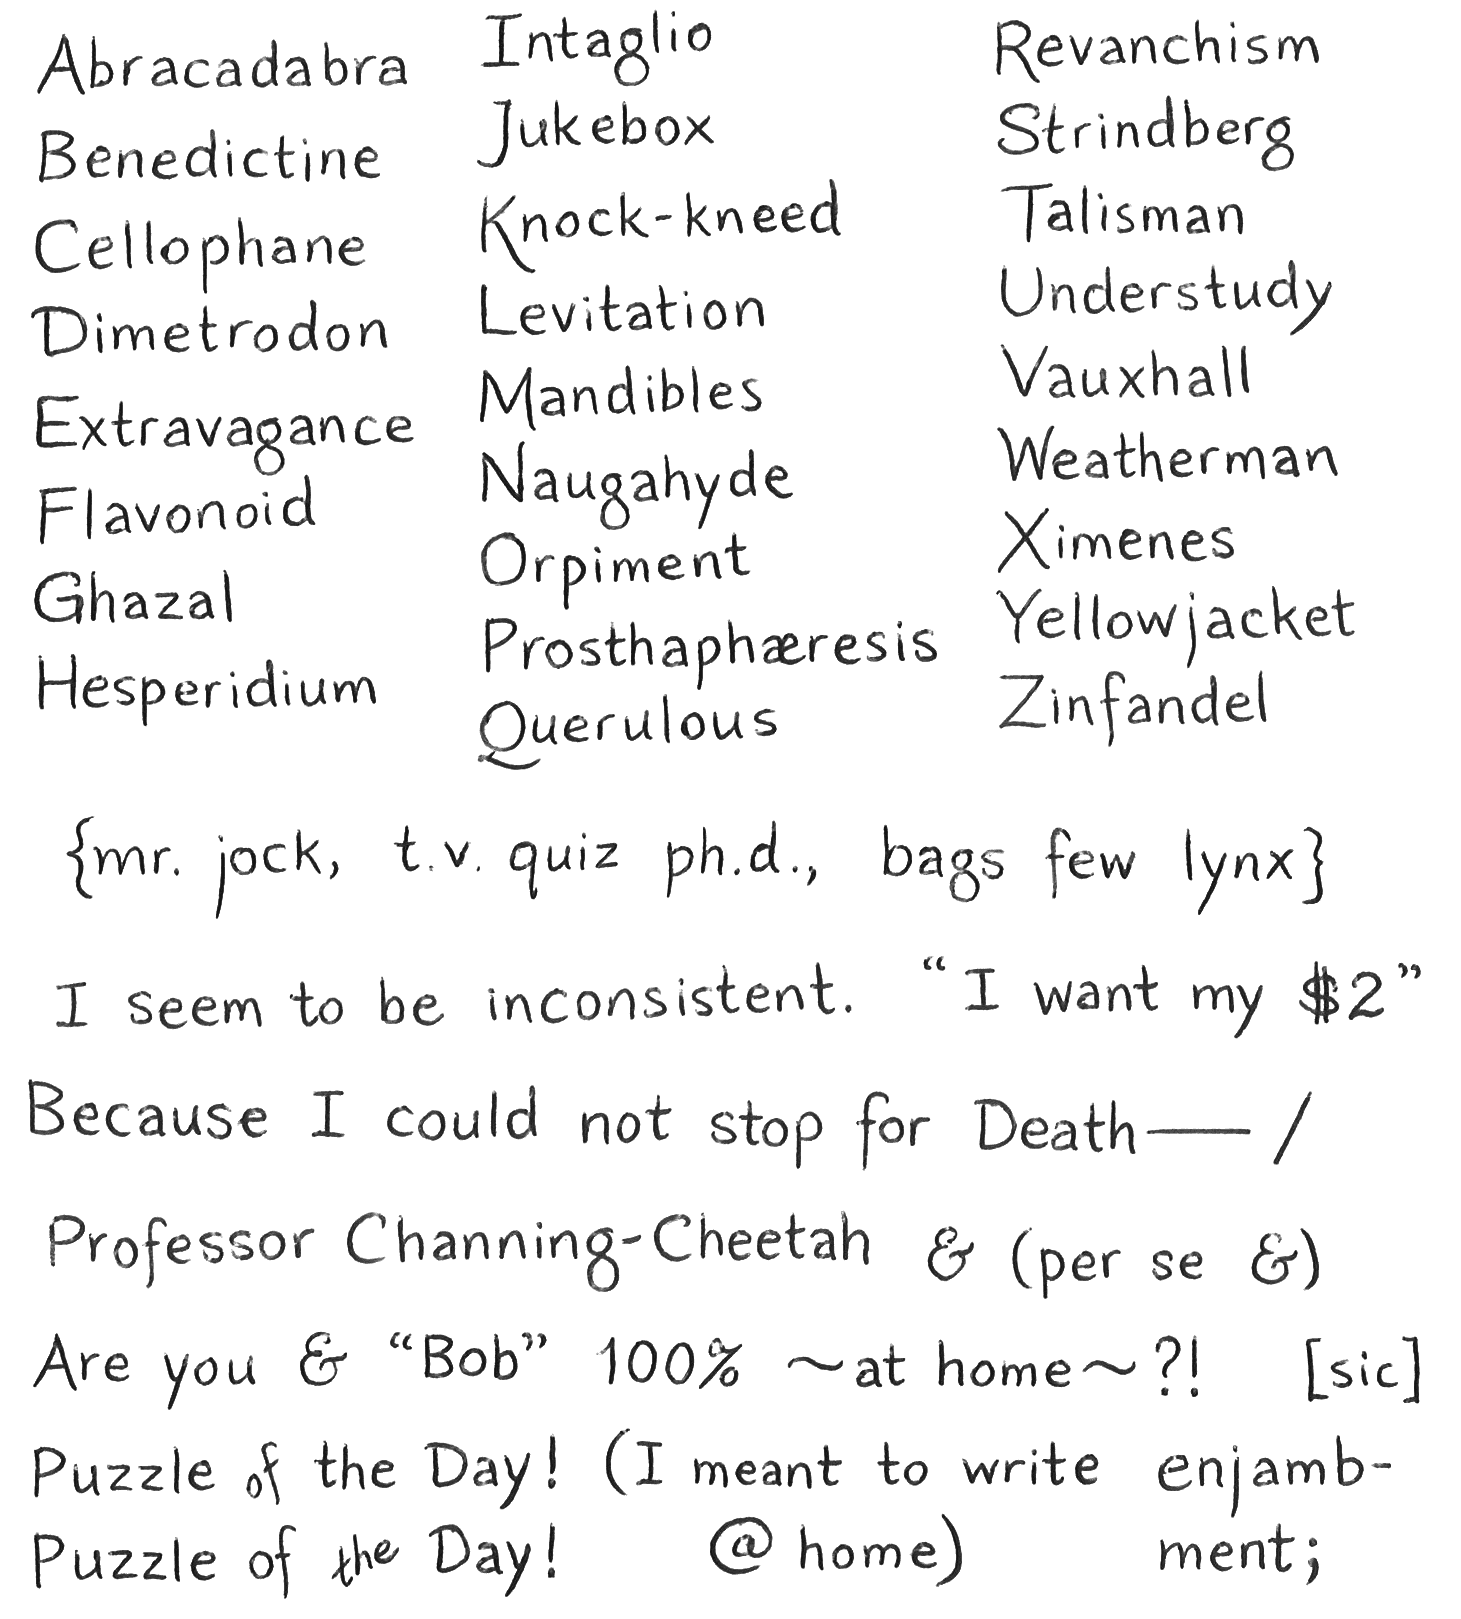 Abracadabra
Benedictine
Cellophane
Dimetrodon
Extravagance
Flavonoid
Ghazal
Hesperidium
Intaglio
Jukebox
Knock-kneed
Levitation
Mandibles
Naugahyde
Orpiment
Prosthaphæresis
Querulous
Revanchism
Strindberg
Talisman
Understudy
Vauxhall
Weatherman
Ximenes
Yellowjacket
Zinfandel
{mr. jock, t.v. quiz ph.d., bags few lynx}
I seem to be inconsistent. “I want my $2”
Because I could not stop for Death— /
Professor Channing-Cheetah & (per se &)
Are you & “Bob” 100% ~at home~?! [sic]
Puzzle of the Day! (I meant to write enjamb-
Puzzle of the Day! @ home) ment;